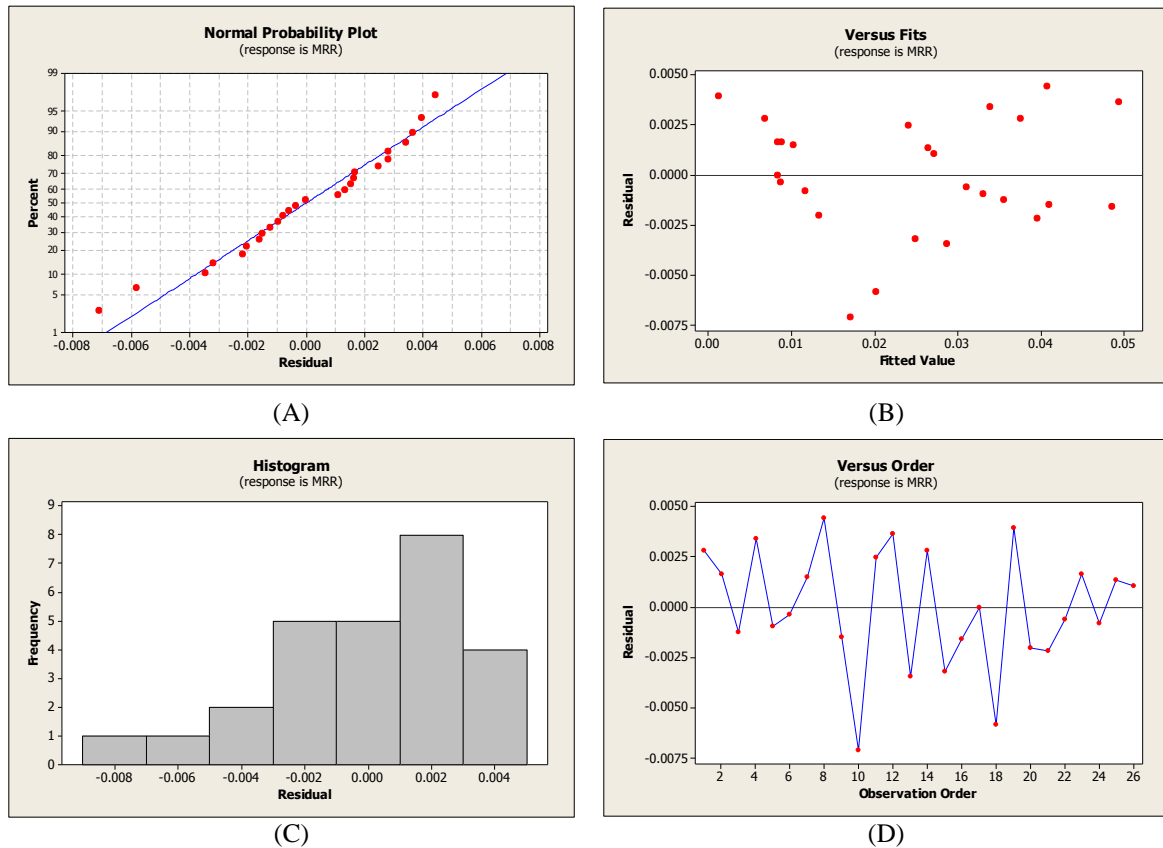 Normal Probability Plot
(response is MRR)
99
95
90
80
70
60
50
40
30
20
10
5
1
Percent
-0.008 -0.006 -0.004 -0.002 0.000 0.002 0.004 0.006 0.008
Residual
(A)
Versus Fits
(response is MRR)
0.0050
0.0025
0.0000
-0.0025
-0.0050
-0.0075
Residual
0.00 0.01 0.02 0.03 0.04 0.05
Fitted Value
(B)
Histogram
(response is MRR)
9
8
7
6
5
4
3
2
1
0
Frequency
-0.008 -0.006 -0.004 -0.002 0.000 0.002 0.004
Residual
(C)
Versus Order
(response is MRR)
0.0050
0.0025
0.0000
-0.0025
-0.0050
-0.0075
Residual
2 4 6 8 10 12 14 16 18 20 22 24 26
Observation Order
(D)